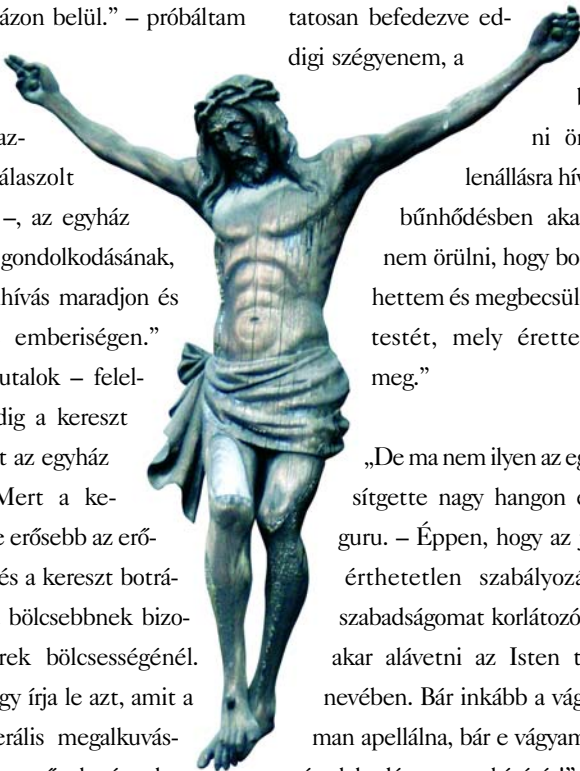 ázon belül.” – próbáltam
az-
álaszolt
–, az egyház
gondolkodásának,
hívás maradjon és
emberiségen.”
utalok – felel-
dig a kereszt
t az egyház
Mert a ke-
e erősebb az erő-
és a kereszt botrá-
bölcsebbnek bizo-
rek bölcsességénél.
gy írja le azt, amit a
erális megalkuvás-
tatosan befedezve ed-
digi szégyenem, a
ni ör
lenállásra hív
bűnhődésben aka
nem örülni, hogy bo
hettem és megbecsül
testét, mely érette
meg.”
„De ma nem ilyen az eg
sítgette nagy hangon
guru. – Éppen, hogy az
érthetetlen szabályozá
szabadságomat korlátozó
akar alávetni az Isten t
nevében. Bár inkább a vág
man apellálna, bár e vágyam